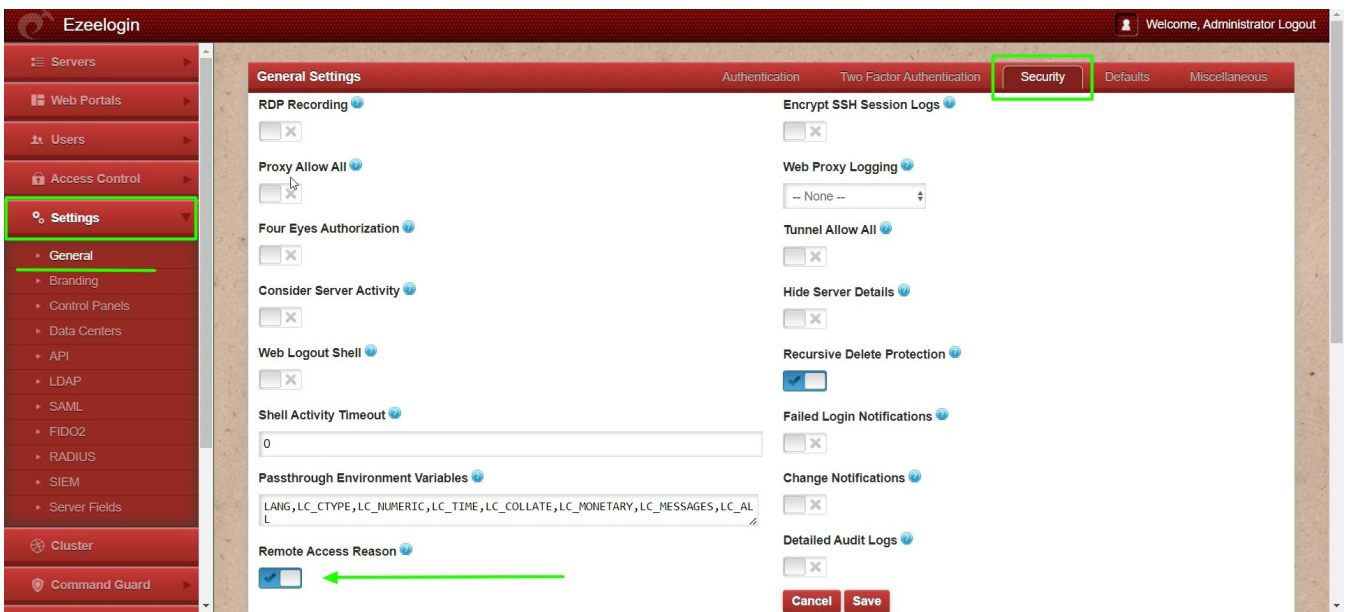 Ezeelogin
Welcome, Administrator Logout
Servers
Web Portals
Users
Access Control
Settings
General
Branding
Control Panels
Data Centers
API
LDAP
SAML
FIDO2
RADIUS
SIEM
Server Fields
Cluster
Command Guard
General Settings
Authentication
Two Factor Authentication
Security
Defaults
Miscellaneous
RDP Recording
Proxy Allow All
Four Eyes Authorization
Consider Server Activity
Web Logout Shell
Shell Activity Timeout
0
Passthrough Environment Variables
LANG,LC_CTYPE,LC_NUMERIC,LC_TIME,LC_COLLATE,LC_MONETARY,LC_MESSAGES,LC_AL
L
Remote Access Reason
Encrypt SSH Session Logs
Web Proxy Logging
-- None --
Tunnel Allow All
Hide Server Details
Recursive Delete Protection
Failed Login Notifications
Change Notifications
Detailed Audit Logs
Cancel
Save